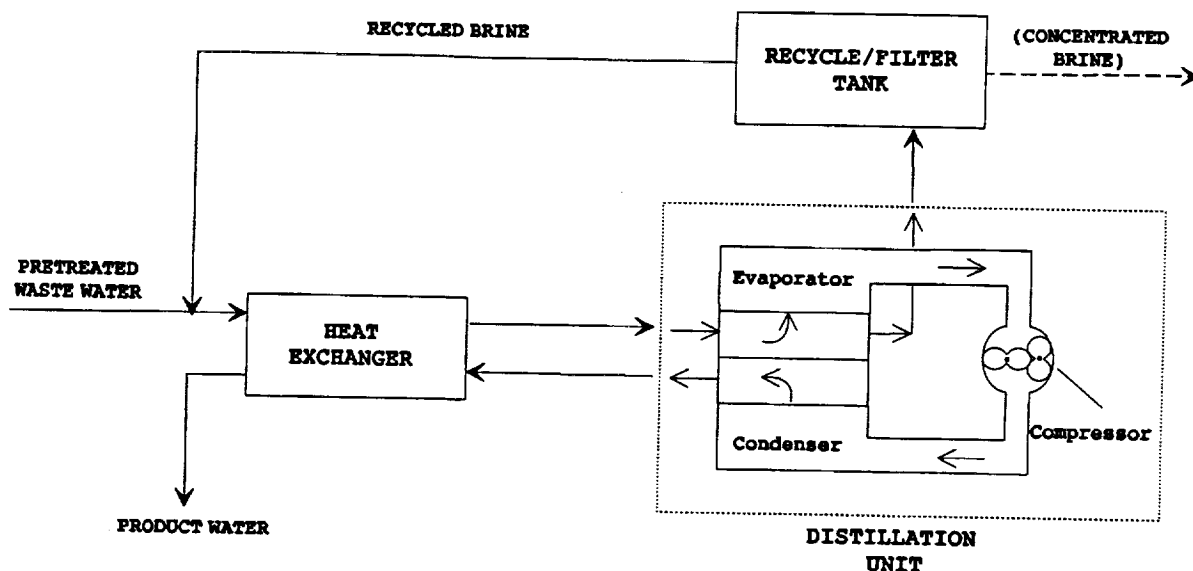 RECYCLED BRINE
RECYCLE/FILTER
TANK
(CONCENTRATED
BRINE)
PRETREATED
WASTE WATER
HEAT
EXCHANGER
Evaporator
Condenser
Compressor
PRODUCT WATER
DISTILLATION
UNIT